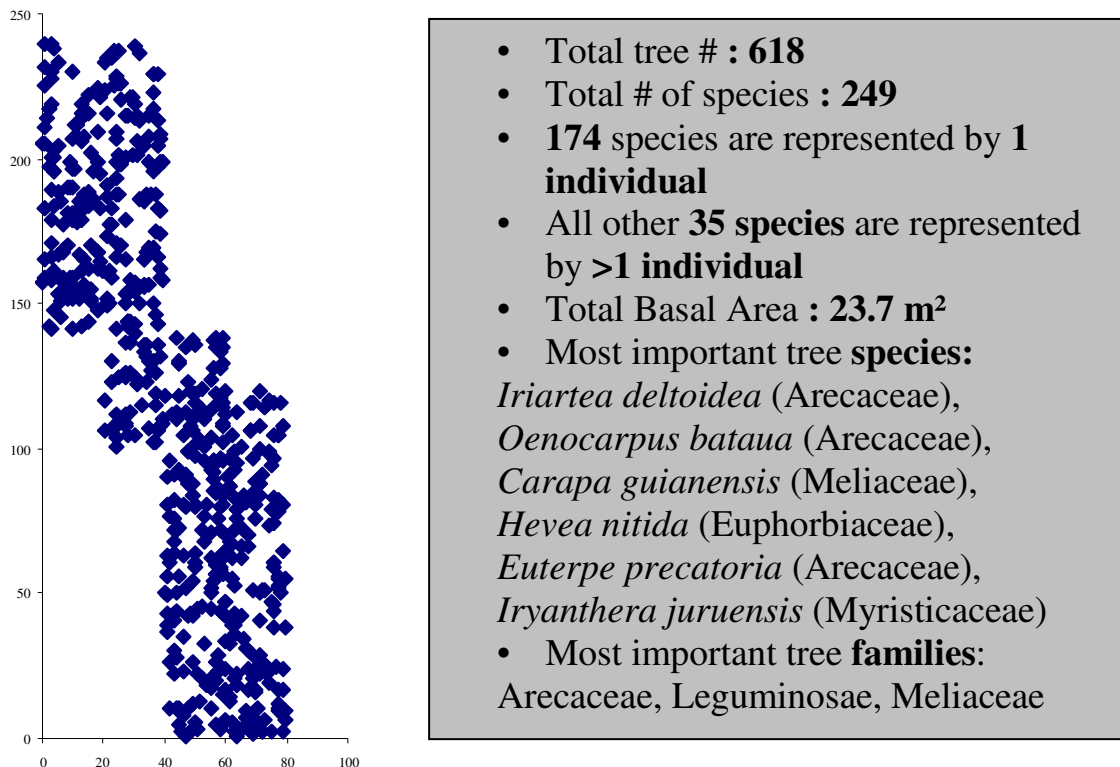 250
200
150
100
50
0
0 20 40 60 80 100
• Total tree # : 618
• Total # of species : 249
• 174 species are represented by 1
individual
• All other 35 species are represented
by >1 individual
• Total Basal Area : 23.7 m²
• Most important tree species:
Iriartea deltoidea (Arecaceae),
Oenocarpus bataua (Arecaceae),
Carapa guianensis (Meliaceae),
Hevea nitida (Euphorbiaceae),
Euterpe precatoria (Arecaceae),
Iryanthera juruensis (Myristicaceae)
• Most important tree families:
Arecaceae, Leguminosae, Meliaceae